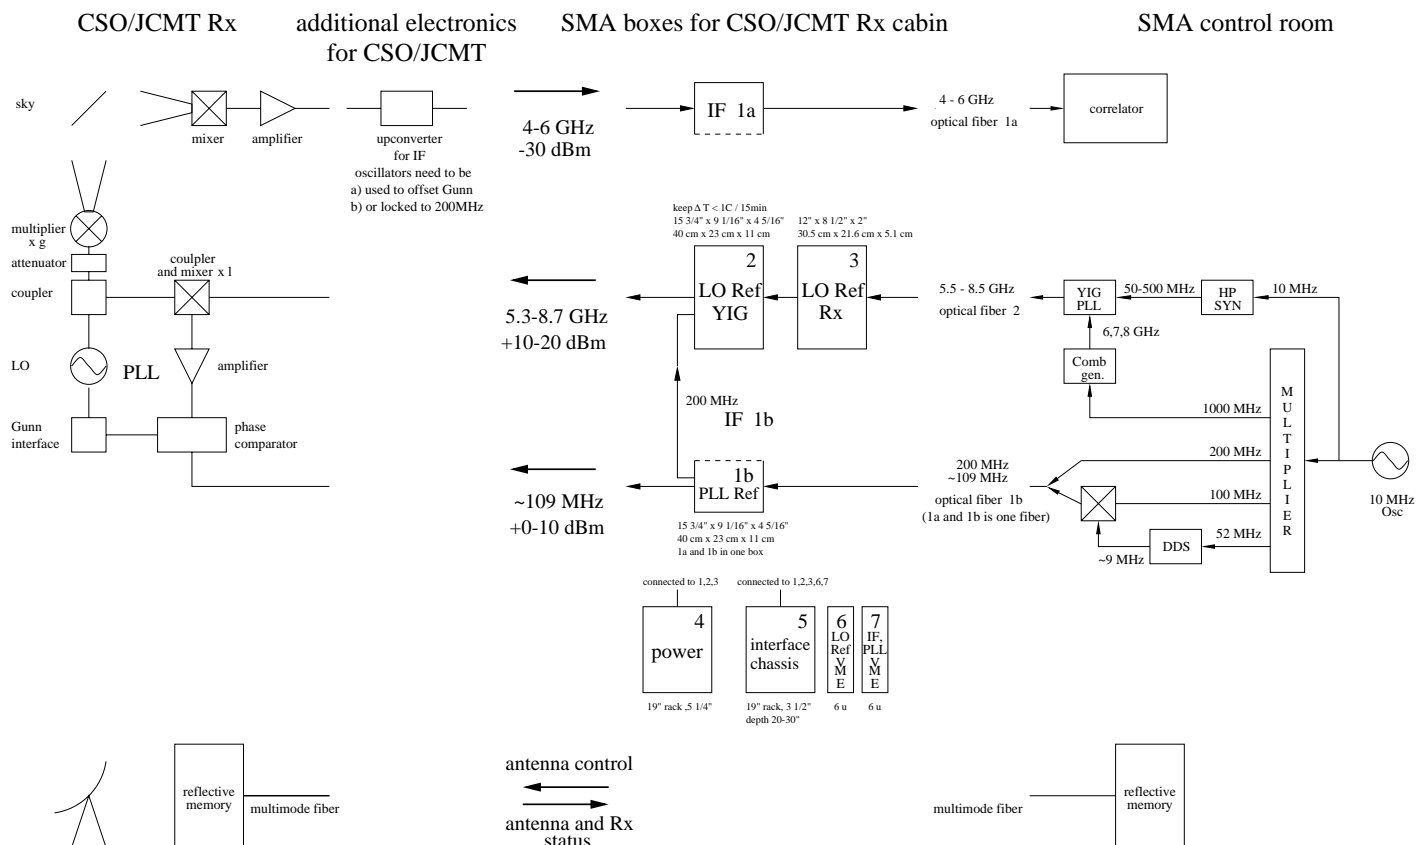 CSO/JCMT Rx
additional electronics
for CSO/JCMT
SMA boxes for CSO/JCMT Rx cabin
SMA control room
sky
mixer
amplifier
upconverter
for IF
oscillators need to be
a) used to offset Gunn
b) or locked to 200MHz
4-6 GHz
-30 dBm
IF 1a
4 - 6 GHz
optical fiber 1a
correlator
multiplier
x g
attenuator
coupler
coulpler
and mixer x l
LO
PLL
amplifier
Gunn
interface
phase
comparator
5.3-8.7 GHz
+10-20 dBm
keep Δ T < 1C / 15min
15 3/4" x 9 1/16" x 4 5/16"
40 cm x 23 cm x 11 cm
2
LO Ref
YIG
12" x 8 1/2" x 2"
30.5 cm x 21.6 cm x 5.1 cm
3
LO Ref
Rx
5.5 - 8.5 GHz
optical fiber 2
YIG
PLL
50-500 MHz
HP
SYN
10 MHz
6,7,8 GHz
Comb
gen.
1000 MHz
200 MHz
100 MHz
52 MHz
DDS
~9 MHz
M
U
L
T
I
P
L
I
E
R
10 MHz
Osc
200 MHz
IF 1b
~109 MHz
+0-10 dBm
1b
PLL Ref
15 3/4" x 9 1/16" x 4 5/16"
40 cm x 23 cm x 11 cm
1a and 1b in one box
200 MHz
~109 MHz
optical fiber 1b
(1a and 1b is one fiber)
connected to 1,2,3
4
power
19" rack ,5 1/4"
connected to 1,2,3,6,7
5
interface
chassis
19" rack, 3 1/2"
depth 20-30"
6
LO
Ref
V
M
E
6 u
7
IF,
PLL
V
M
E
6 u
reflective
memory
multimode fiber
antenna control
antenna and Rx
status
multimode fiber
reflective
memory